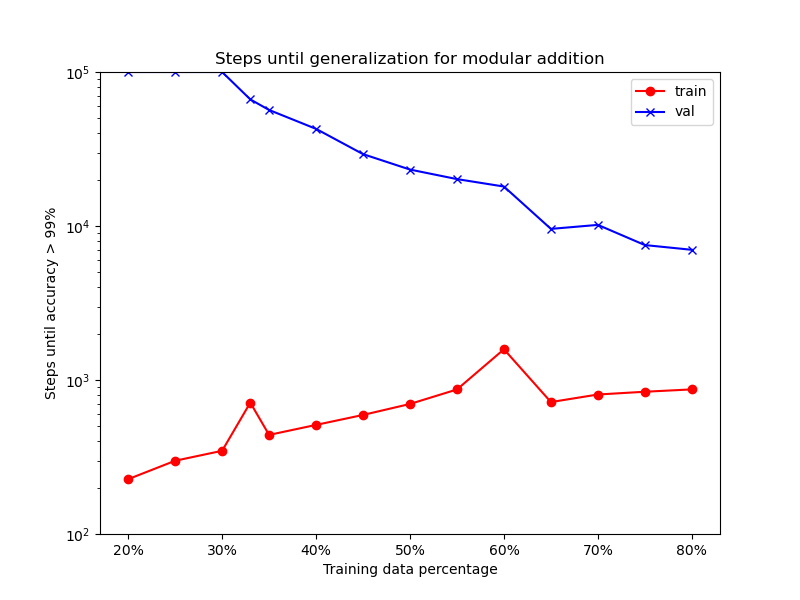 Steps until generalization for modular addition
10^5
10^4
10^3
10^2
Steps until accuracy > 99%
train
val
20%
30%
40%
50%
60%
70%
80%
Training data percentage